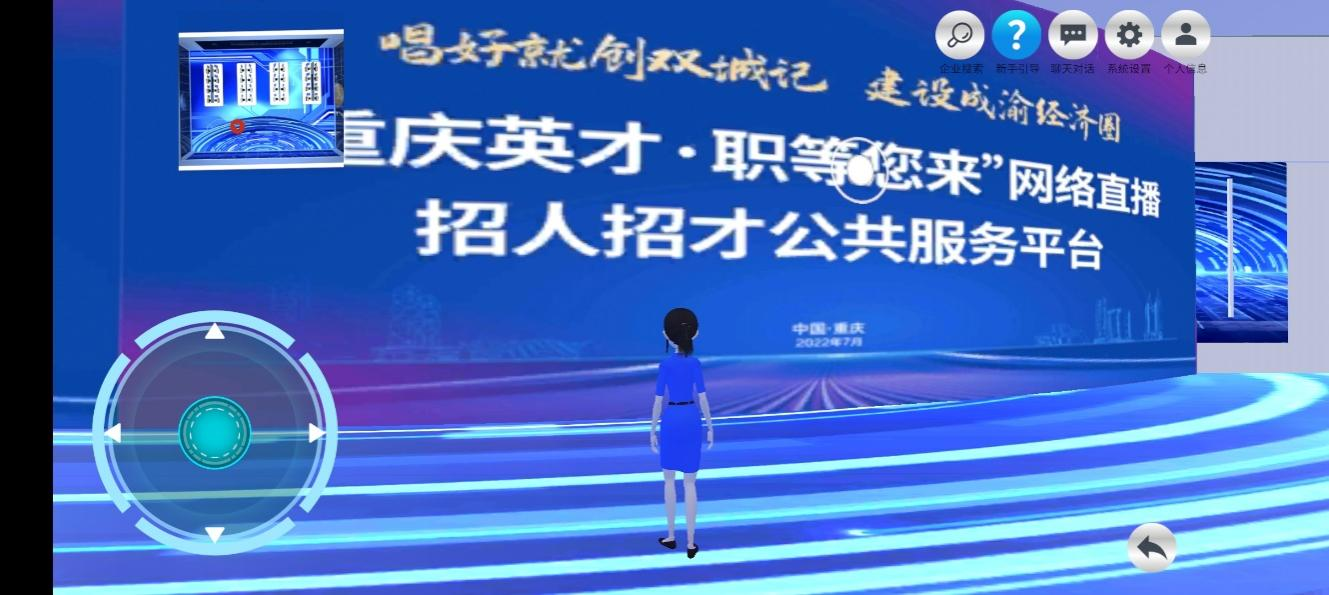 企业搜索 新手引导 聊天对话 系统设置 个人信息
唱好就创双城记 建设成渝经济圈
重庆英才·职等您来”网络直播
招人招才公共服务平台
中国·重庆
2022年7月